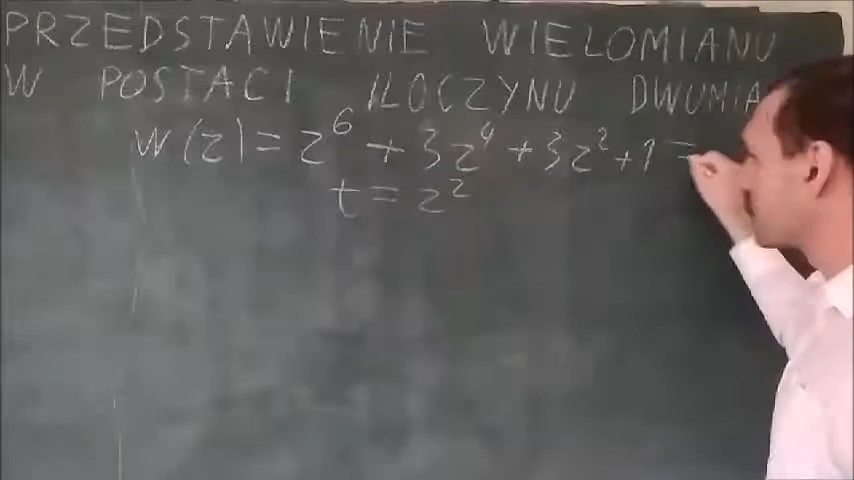 PRZEDSTAWIENIE WIELOMIANU
W POSTACI ILOCZYNU DWUMIA
W(z) = z⁶ + 3z⁴ + 3z² + 1 =
t = z²